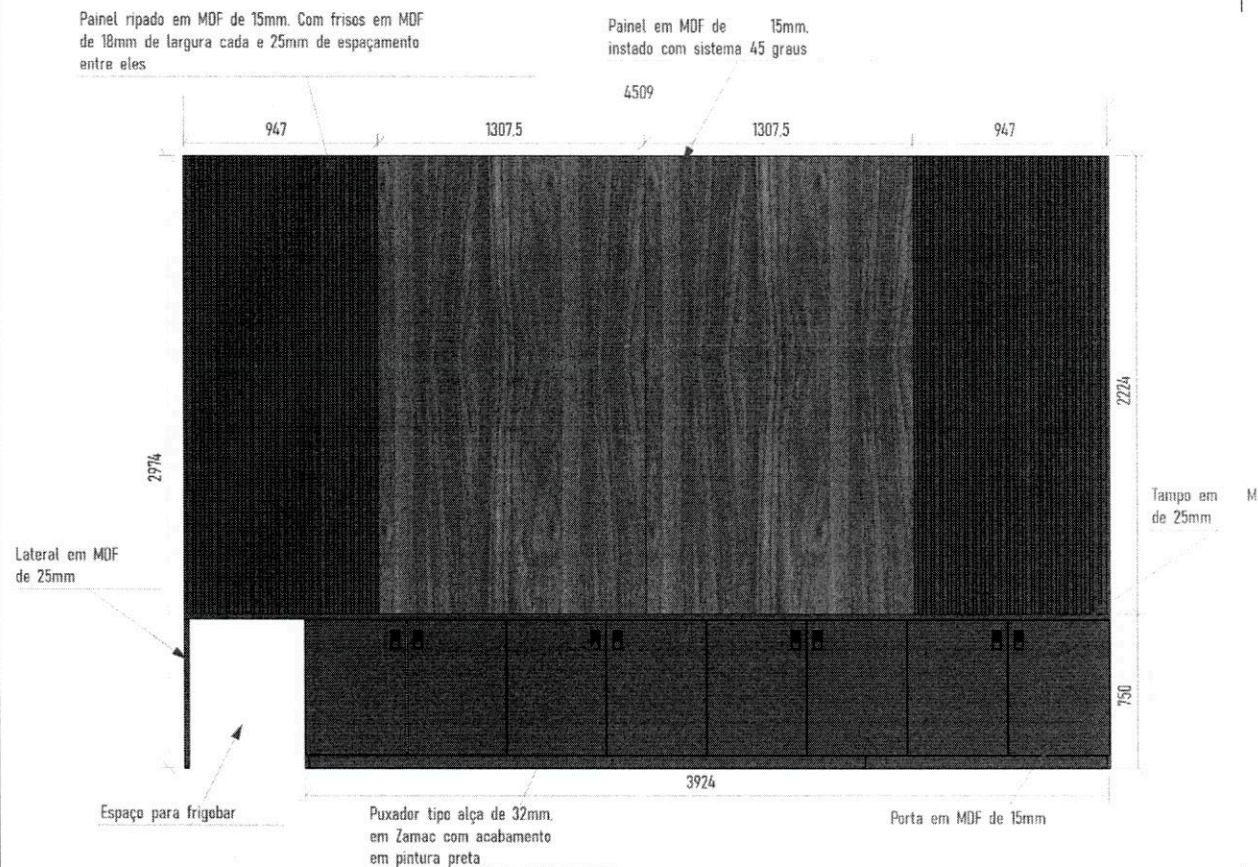 Painel ripado em MDF de 15mm. Com frisos em MDF
de 18mm de largura cada e 25mm de espaçamento
entre eles
Painel em MDF de 15mm.
instado com sistema 45 graus
4509
947
1307,5
1307,5
947
2974
2224
Tampo em M
de 25mm
Lateral em MDF
de 25mm
750
3924
Espaço para frigobar
Puxador tipo alça de 32mm.
em Zamac com acabamento
em pintura preta
Porta em MDF de 15mm